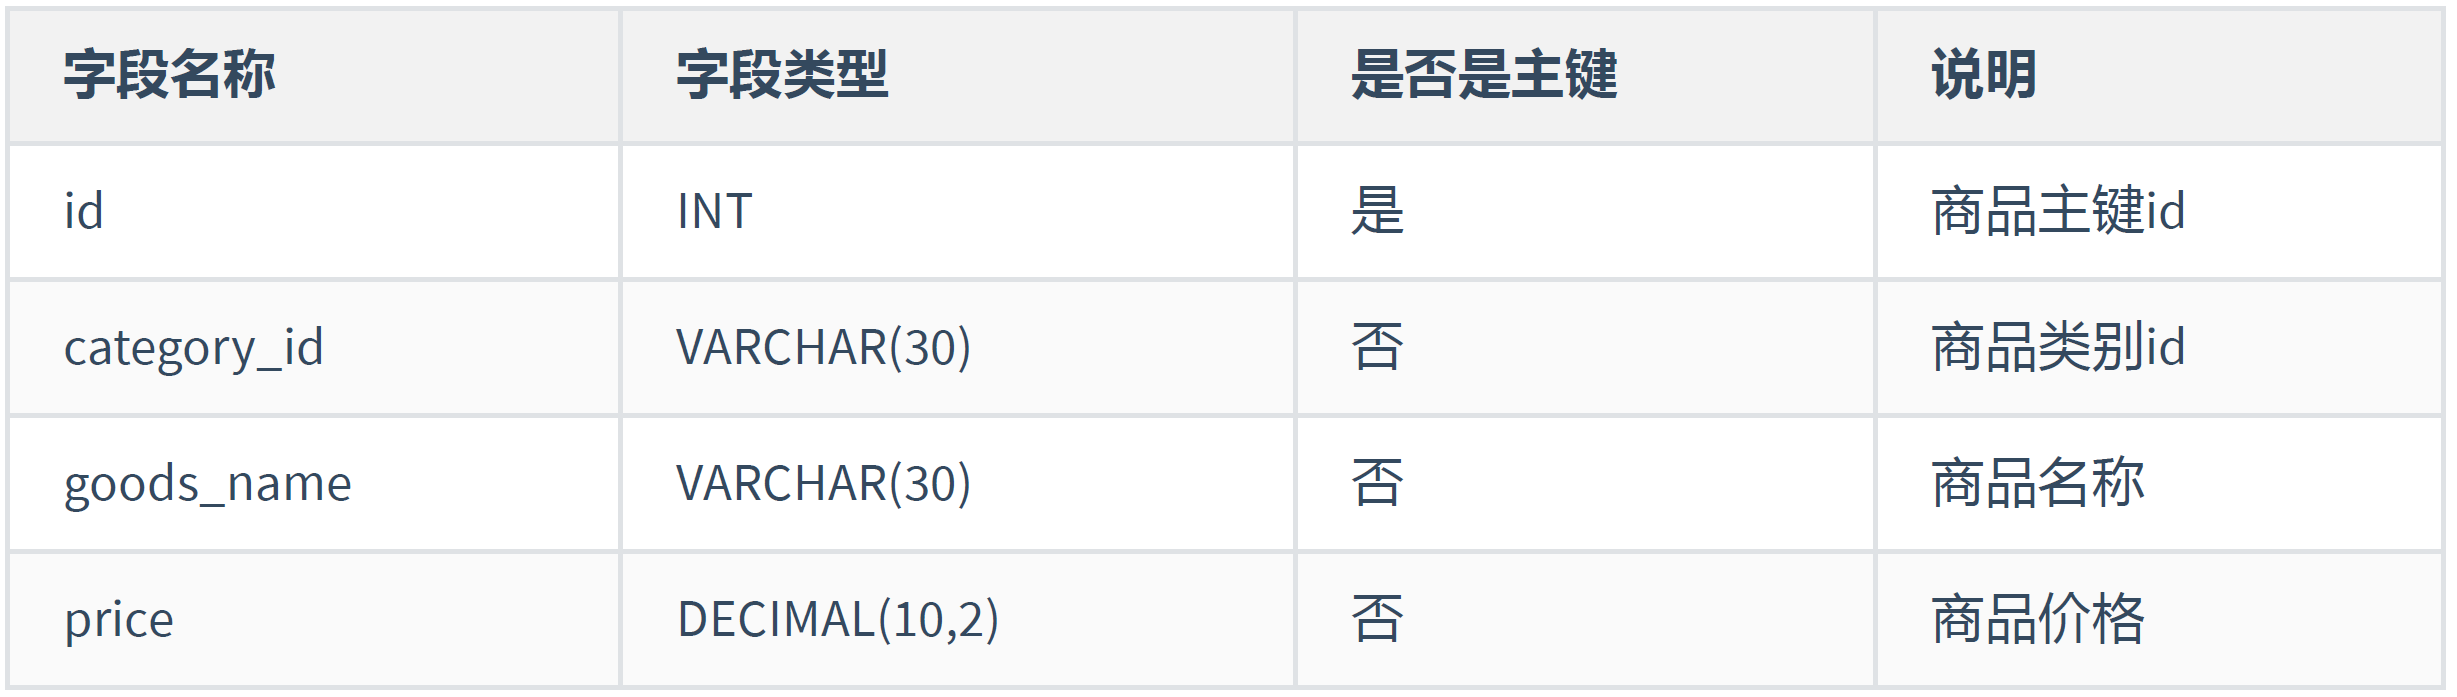 字段名称 字段类型 是否是主键 说明
id INT 是 商品主键id
category_id VARCHAR(30) 否 商品类别id
goods_name VARCHAR(30) 否 商品名称
price DECIMAL(10,2) 否 商品价格